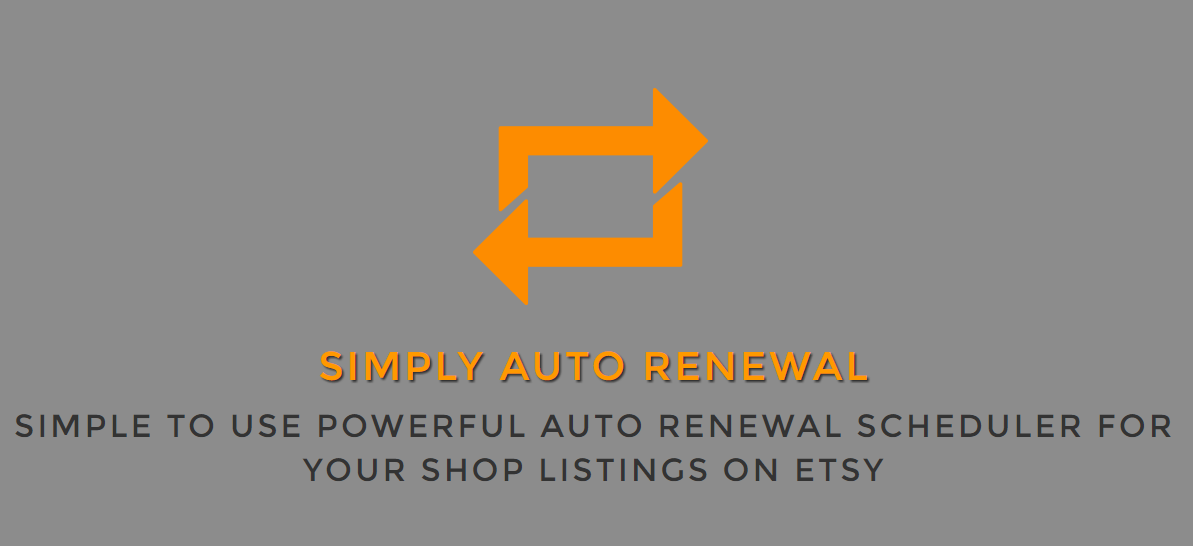 SIMPLY AUTO RENEWAL
SIMPLE TO USE POWERFUL AUTO RENEWAL SCHEDULER FOR
YOUR SHOP LISTINGS ON ETSY